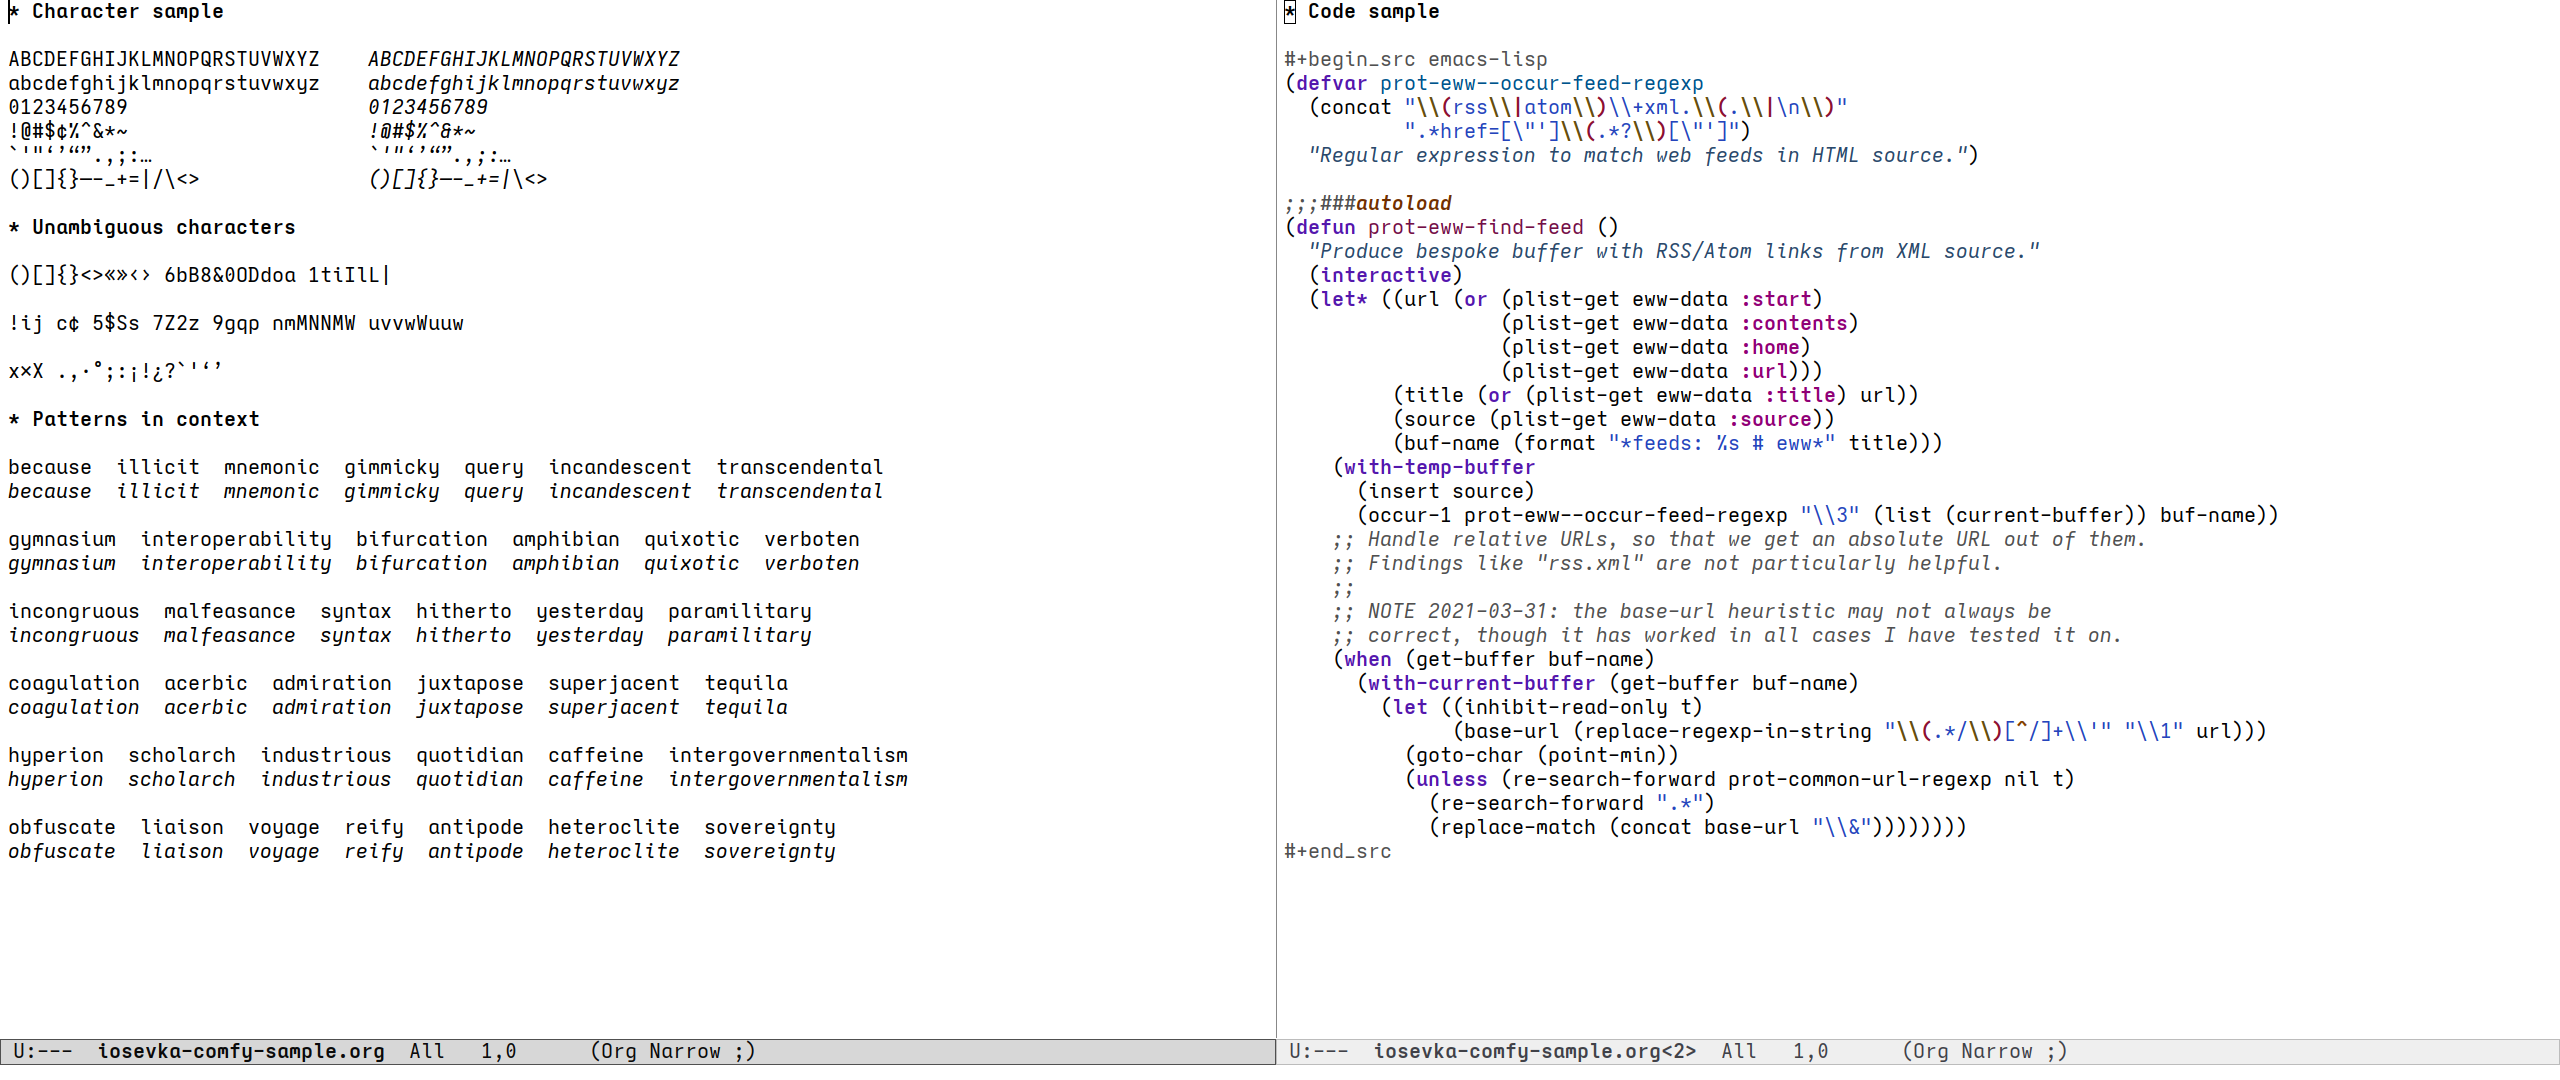 * Character sample

ABCDEFGHIJKLMNOPQRSTUVWXYZ    ABCDEFGHIJKLMNOPQRSTUVWXYZ
abcdefghijklmnopqrstuvwxyz    abcdefghijklmnopqrstuvwxyz
0123456789                    0123456789
!@#$¢%^&*~                    !@#$%^&*~
`'"‘’“”.,;:…                  `'"‘’“”.,;:…
()[]{}—-_+=|/\<>              ()[]{}—-_+=|\<>

* Unambiguous characters

()[]{}<>«»‹› 6bB8&0ODdoa 1tiIlL|

!ij c¢ 5$Ss 7Z2z 9gqp nmMNNMW uvvwWuuw

x×X .,·°;:¡!¿?`'‘’

* Patterns in context

because  illicit  mnemonic  gimmicky  query  incandescent  transcendental
because  illicit  mnemonic  gimmicky  query  incandescent  transcendental

gymnasium  interoperability  bifurcation  amphibian  quixotic  verboten
gymnasium  interoperability  bifurcation  amphibian  quixotic  verboten

incongruous  malfeasance  syntax  hitherto  yesterday  paramilitary
incongruous  malfeasance  syntax  hitherto  yesterday  paramilitary

coagulation  acerbic  admiration  juxtapose  superjacent  tequila
coagulation  acerbic  admiration  juxtapose  superjacent  tequila

hyperion  scholarch  industrious  quotidian  caffeine  intergovernmentalism
hyperion  scholarch  industrious  quotidian  caffeine  intergovernmentalism

obfuscate  liaison  voyage  reify  antipode  heteroclite  sovereignty
obfuscate  liaison  voyage  reify  antipode  heteroclite  sovereignty

U:---  iosevka-comfy-sample.org  All   1,0      (Org Narrow ;)

* Code sample

#+begin_src emacs-lisp
(defvar prot-eww--occur-feed-regexp
  (concat "\\(rss\\|atom\\)\\+xml.\\(.\\|\n\\)"
          ".*href=[\"']\\(.*?\\)[\"']")
  "Regular expression to match web feeds in HTML source.")

;;;###autoload
(defun prot-eww-find-feed ()
  "Produce bespoke buffer with RSS/Atom links from XML source."
  (interactive)
  (let* ((url (or (plist-get eww-data :start)
                  (plist-get eww-data :contents)
                  (plist-get eww-data :home)
                  (plist-get eww-data :url)))
         (title (or (plist-get eww-data :title) url))
         (source (plist-get eww-data :source))
         (buf-name (format "*feeds: %s # eww*" title)))
    (with-temp-buffer
      (insert source)
      (occur-1 prot-eww--occur-feed-regexp "\\3" (list (current-buffer)) buf-name))
    ;; Handle relative URLs, so that we get an absolute URL out of them.
    ;; Findings like "rss.xml" are not particularly helpful.
    ;;
    ;; NOTE 2021-03-31: the base-url heuristic may not always be
    ;; correct, though it has worked in all cases I have tested it on.
    (when (get-buffer buf-name)
      (with-current-buffer (get-buffer buf-name)
        (let ((inhibit-read-only t)
              (base-url (replace-regexp-in-string "\\(.*/\\)[^/]+\\'" "\\1" url)))
          (goto-char (point-min))
          (unless (re-search-forward prot-common-url-regexp nil t)
            (re-search-forward ".*")
            (replace-match (concat base-url "\\&"))))))))
#+end_src

U:---  iosevka-comfy-sample.org<2>  All   1,0      (Org Narrow ;)